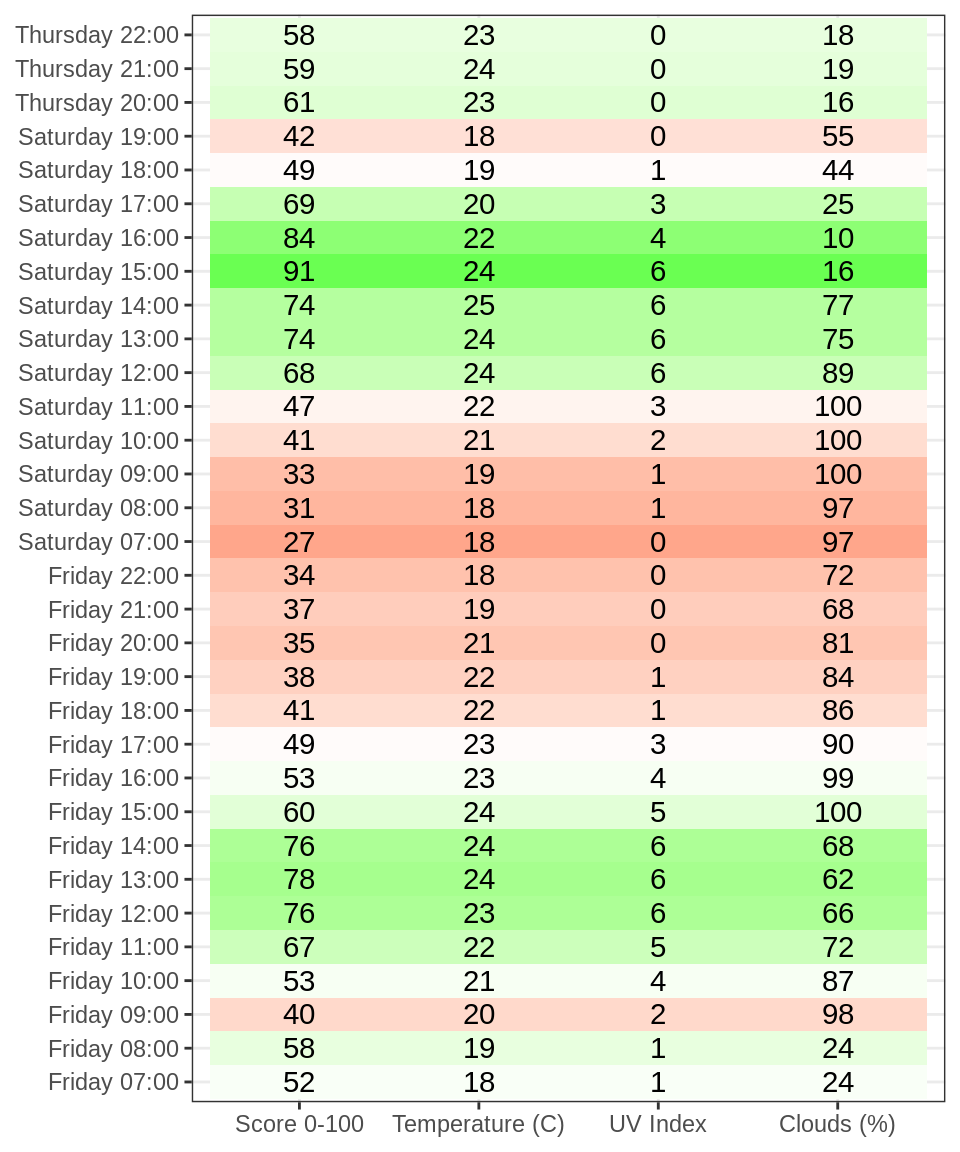 Thursday 22:00 58 23 0 18
Thursday 21:00 59 24 0 19
Thursday 20:00 61 23 0 16
Saturday 19:00 42 18 0 55
Saturday 18:00 49 19 1 44
Saturday 17:00 69 20 3 25
Saturday 16:00 84 22 4 10
Saturday 15:00 91 24 6 16
Saturday 14:00 74 25 6 77
Saturday 13:00 74 24 6 75
Saturday 12:00 68 24 6 89
Saturday 11:00 47 22 3 100
Saturday 10:00 41 21 2 100
Saturday 09:00 33 19 1 100
Saturday 08:00 31 18 1 97
Saturday 07:00 27 18 0 97
Friday 22:00 34 18 0 72
Friday 21:00 37 19 0 68
Friday 20:00 35 21 0 81
Friday 19:00 38 22 1 84
Friday 18:00 41 22 1 86
Friday 17:00 49 23 3 90
Friday 16:00 53 23 4 99
Friday 15:00 60 24 5 100
Friday 14:00 76 24 6 68
Friday 13:00 78 24 6 62
Friday 12:00 76 23 6 66
Friday 11:00 67 22 5 72
Friday 10:00 53 21 4 87
Friday 09:00 40 20 2 98
Friday 08:00 58 19 1 24
Friday 07:00 52 18 1 24
Score 0-100 Temperature (C) UV Index Clouds (%)